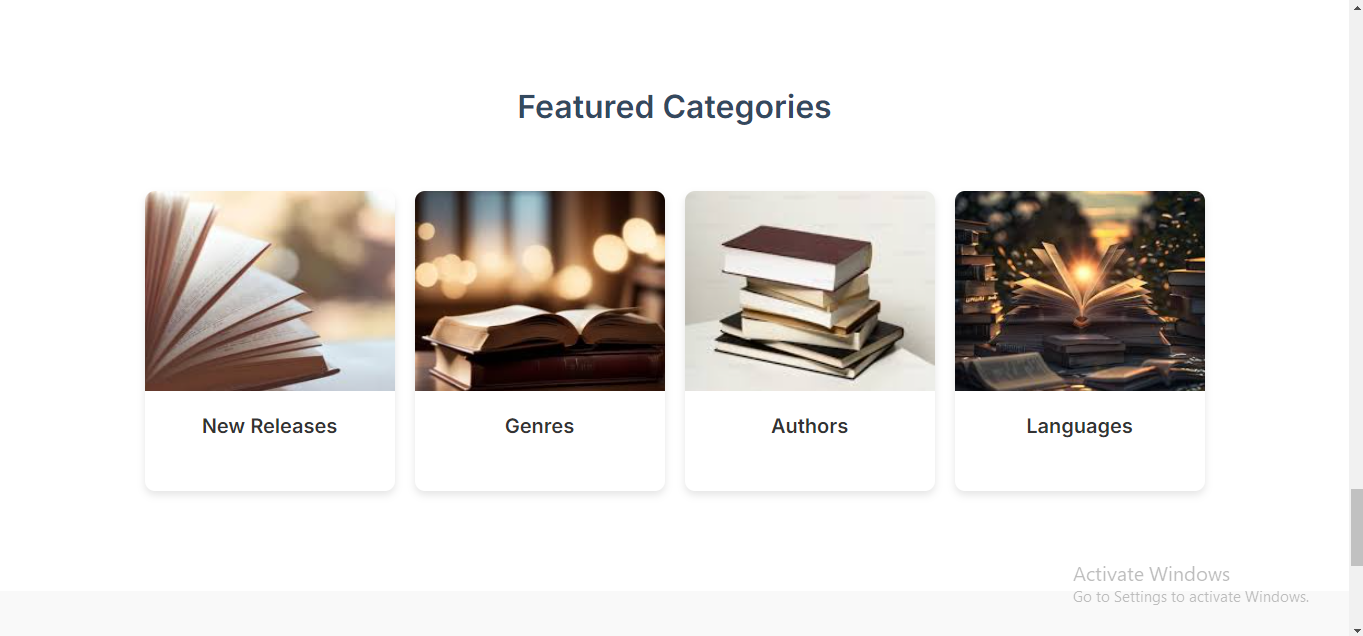 Featured Categories
New Releases
Genres
Authors
Languages
Activate Windows
Go to Settings to activate Windows.